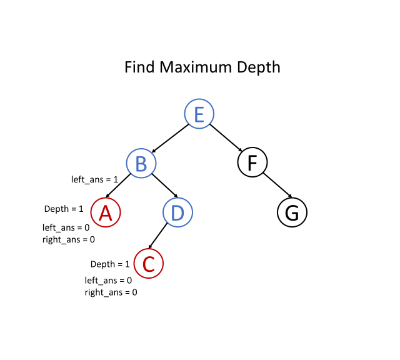 Find Maximum Depth
E
B
F
left_ans = 1
Depth = 1
A
D
G
left_ans = 0
right_ans = 0
Depth = 1
C
left_ans = 0
right_ans = 0